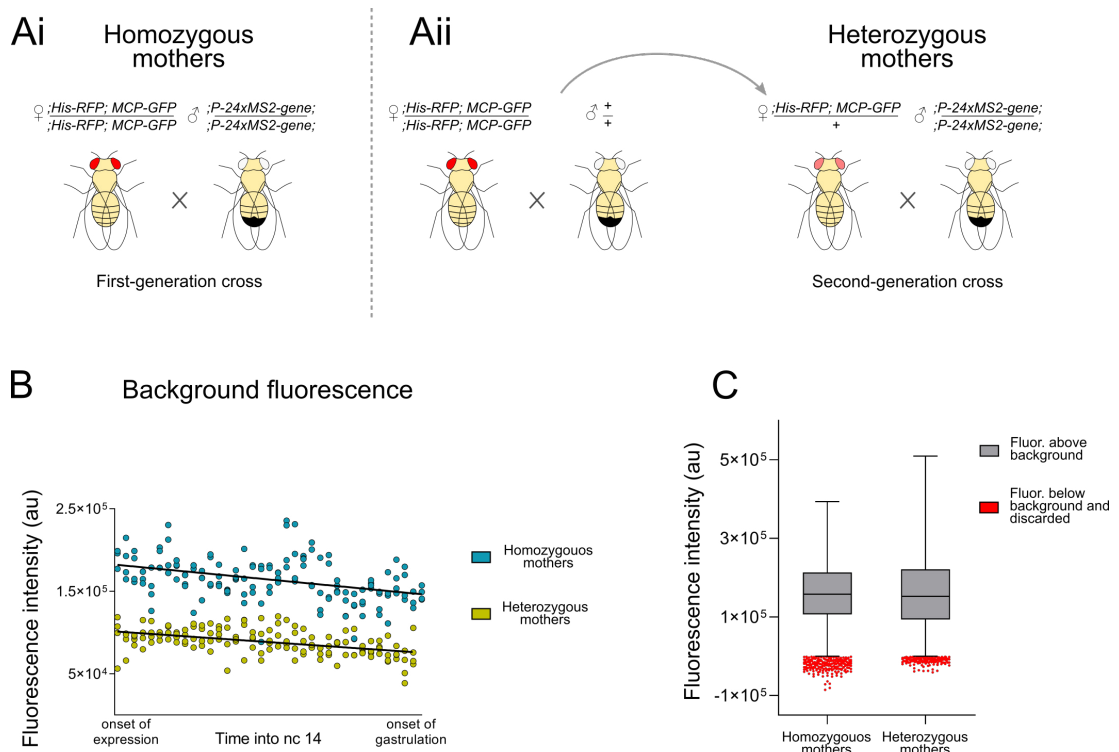 Ai
Homozygous
mothers
♀ ;His-RFP; MCP-GFP
;His-RFP; MCP-GFP
♂ ;P-24xMS2-gene;
;P-24xMS2-gene;
×
First-generation cross
Aii
♀ ;His-RFP; MCP-GFP
;His-RFP; MCP-GFP
♂ +
+
×
Heterozygous
mothers
♀ ;His-RFP; MCP-GFP
+
♂ ;P-24xMS2-gene;
;P-24xMS2-gene;
×
Second-generation cross
B
Background fluorescence
Fluorescence intensity (au)
2.5×10⁵
1.5×10⁵
5×10⁴
onset of
expression
Time into nc 14
onset of
gastrulation
Homozygouos
mothers
Heterozygous
mothers
C
Fluorescence intensity (au)
5×10⁵
3×10⁵
1×10⁵
-1×10⁵
Homozygouos
mothers
Heterozygous
mothers
Fluor. above
background
Fluor. below
background and
discarded